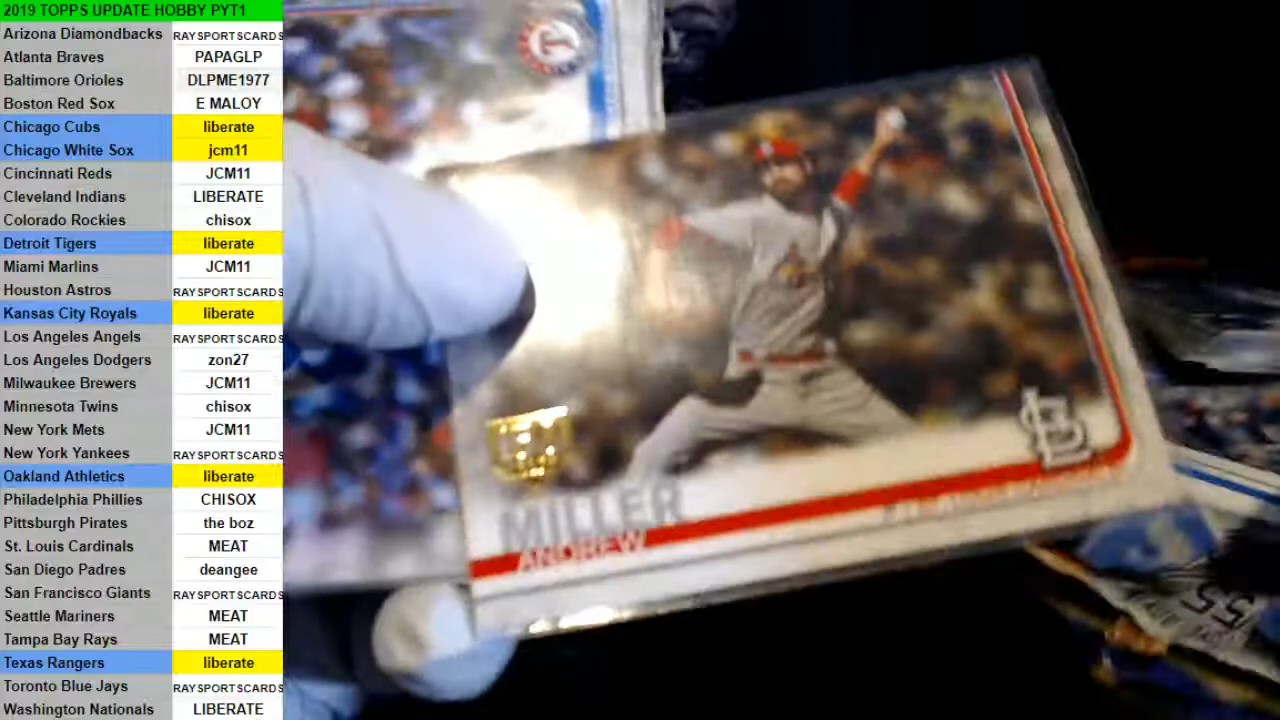 2019 TOPPS UPDATE HOBBY PYT1
Arizona Diamondbacks RAYSPORTSCARDS
Atlanta Braves PAPAGLP
Baltimore Orioles DLPME1977
Boston Red Sox E MALOY
Chicago Cubs liberate
Chicago White Sox jcm11
Cincinnati Reds JCM11
Cleveland Indians LIBERATE
Colorado Rockies chisox
Detroit Tigers liberate
Miami Marlins JCM11
Houston Astros RAYSPORTSCARDS
Kansas City Royals liberate
Los Angeles Angels RAYSPORTSCARDS
Los Angeles Dodgers zon27
Milwaukee Brewers JCM11
Minnesota Twins chisox
New York Mets JCM11
New York Yankees RAYSPORTSCARDS
Oakland Athletics liberate
Philadelphia Phillies CHISOX
Pittsburgh Pirates the boz
St. Louis Cardinals MEAT
San Diego Padres deangee
San Francisco Giants RAYSPORTSCARDS
Seattle Mariners MEAT
Tampa Bay Rays MEAT
Texas Rangers liberate
Toronto Blue Jays RAYSPORTSCARDS
Washington Nationals LIBERATE
MILLER
ANDREW
55